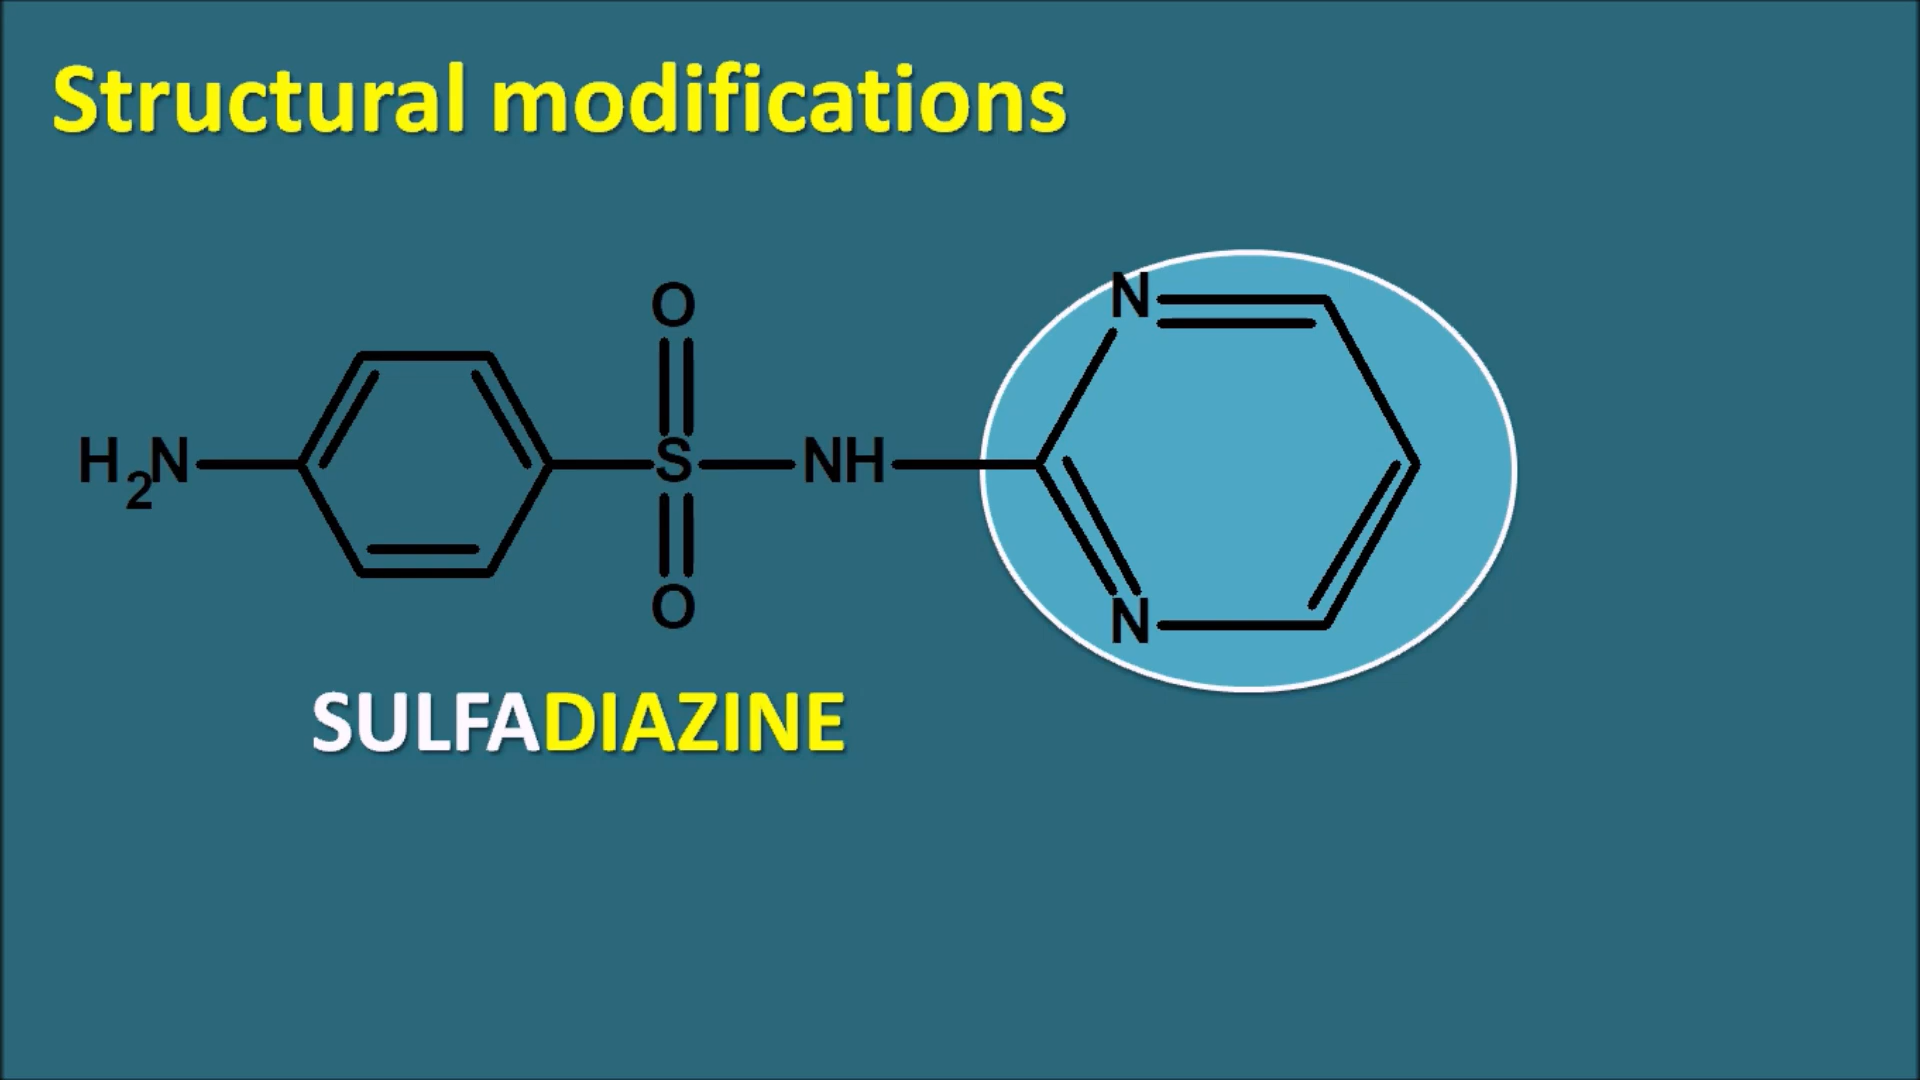 Structural modifications
O
N
H2N
S
NH
N
O
SULFADIAZINE